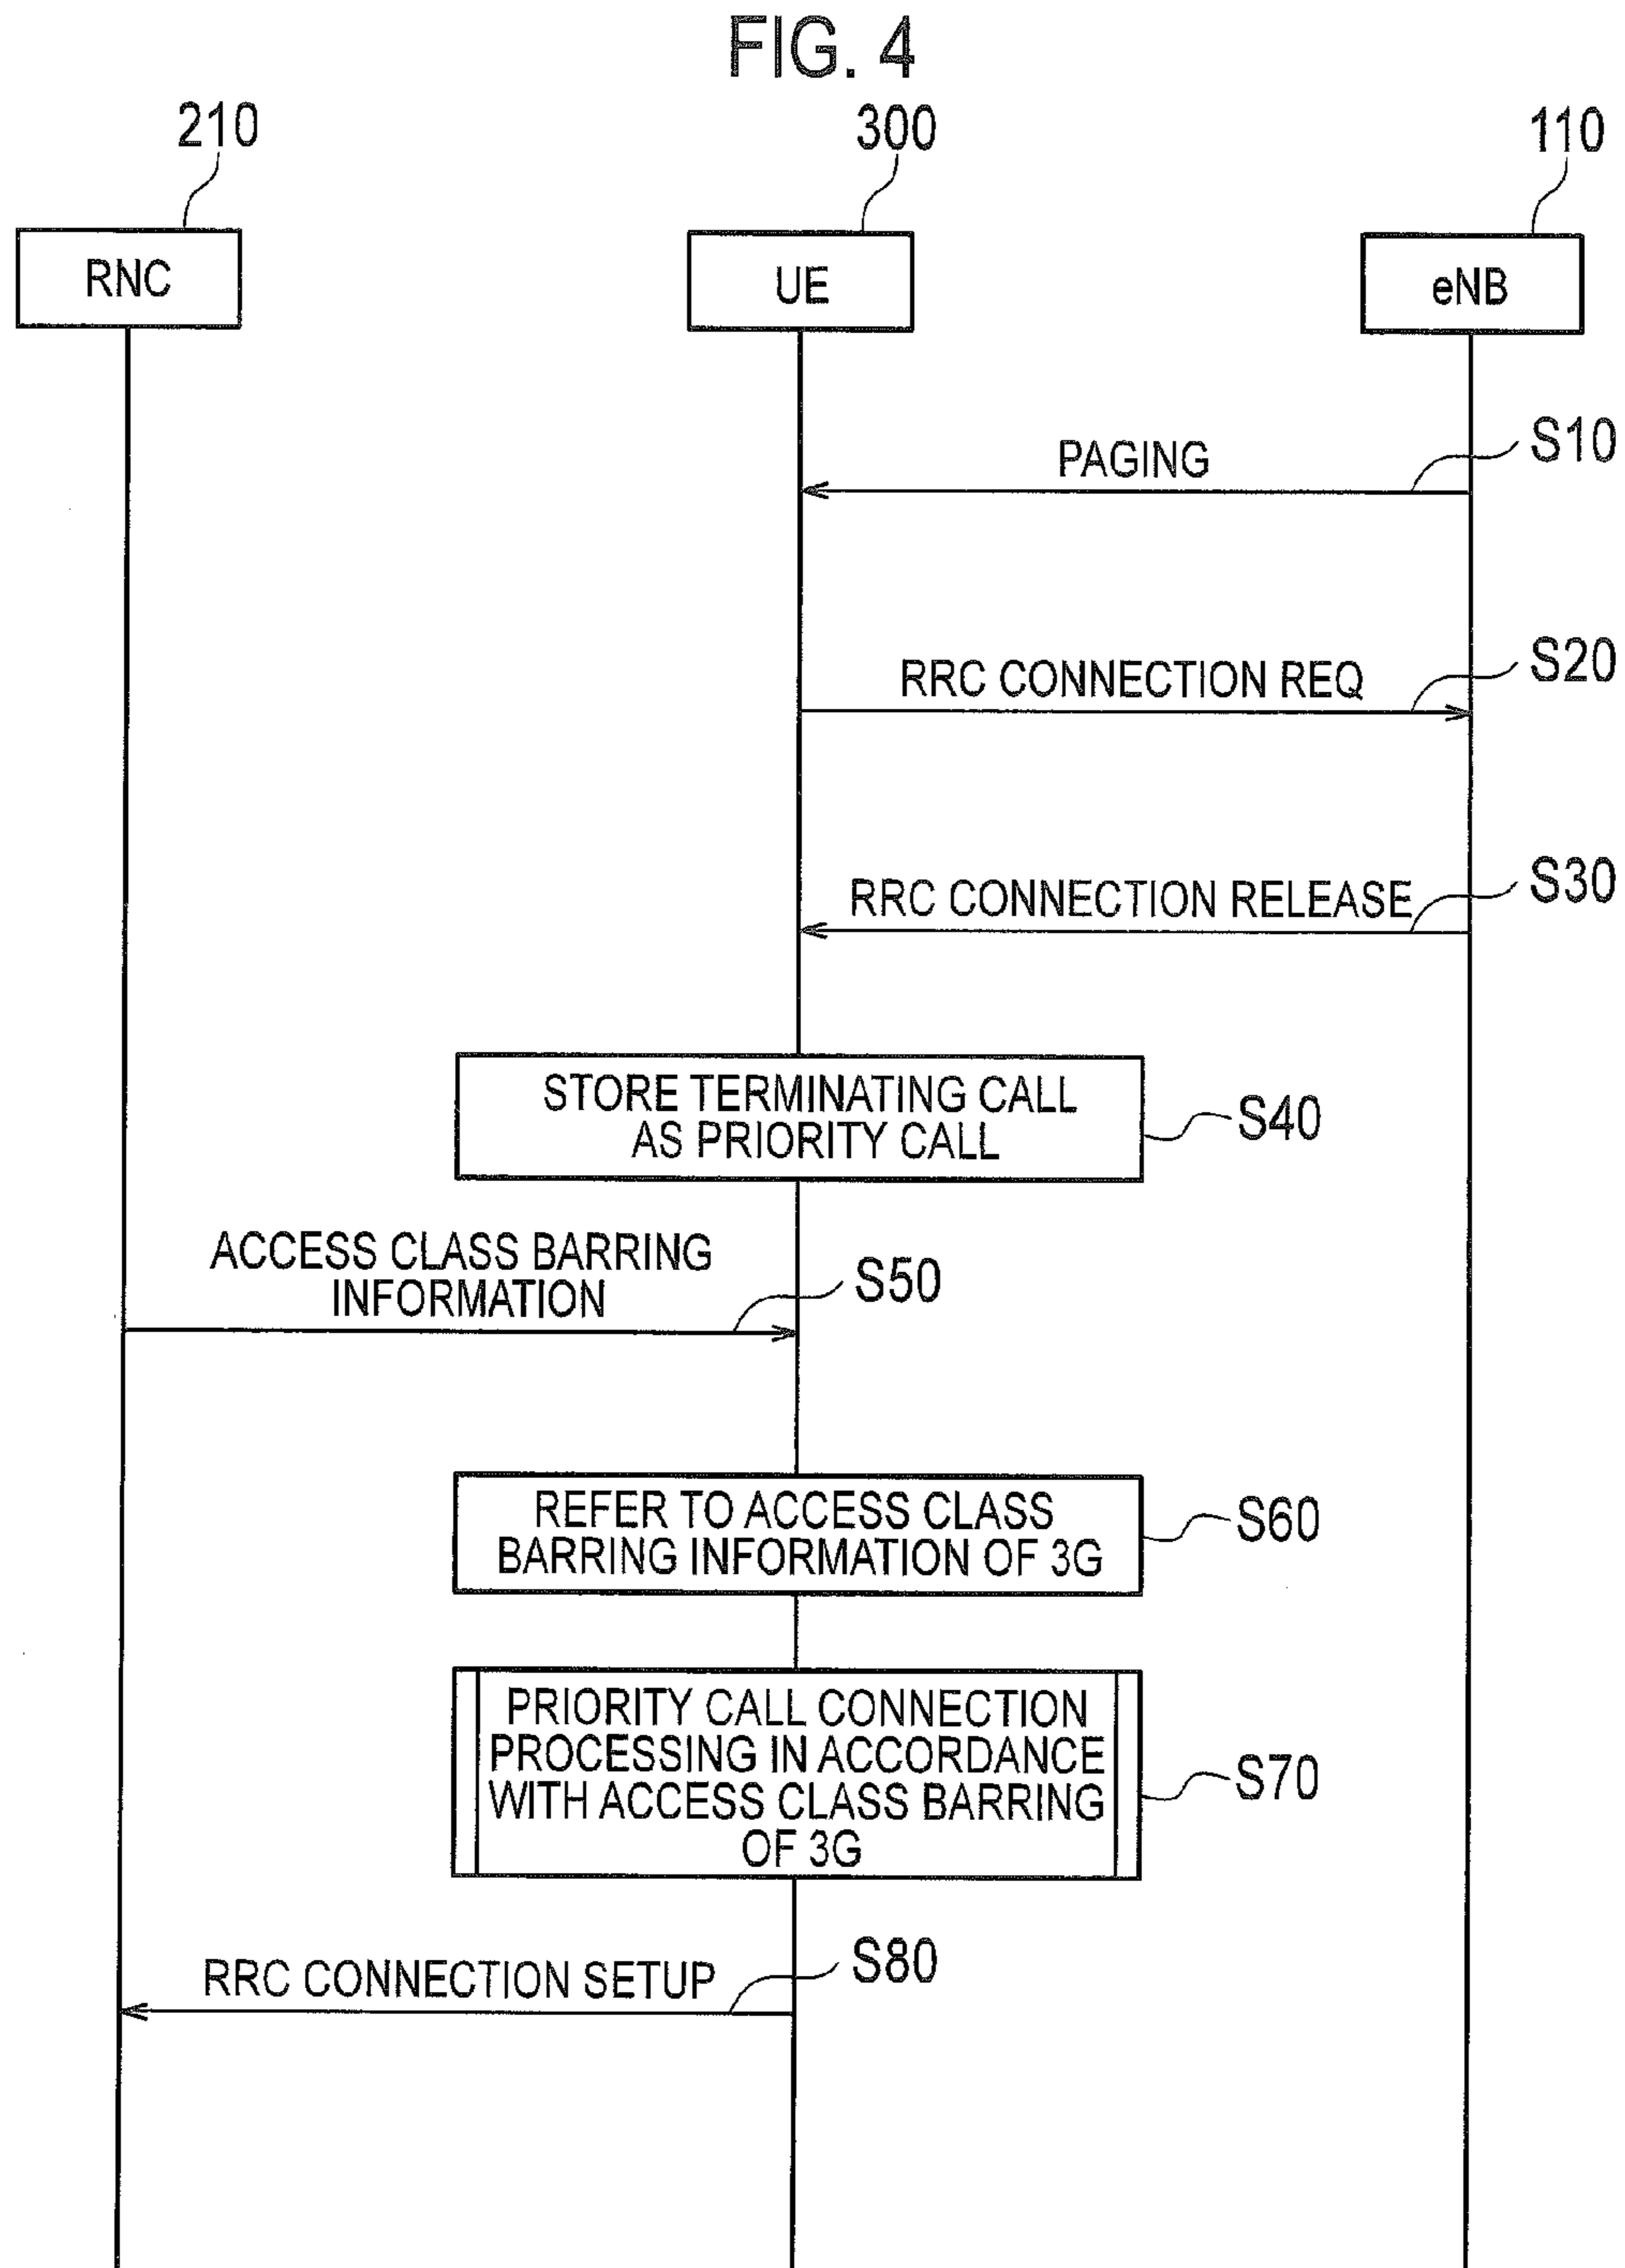 FIG. 4
210
300
110
RNC
UE
eNB
PAGING
S10
RRC CONNECTION REQ
S20
RRC CONNECTION RELEASE
S30
STORE TERMINATING CALL
AS PRIORITY CALL
S40
ACCESS CLASS BARRING
INFORMATION
S50
REFER TO ACCESS CLASS
BARRING INFORMATION OF 3G
S60
PRIORITY CALL CONNECTION
PROCESSING IN ACCORDANCE
WITH ACCESS CLASS BARRING
OF 3G
S70
RRC CONNECTION SETUP
S80